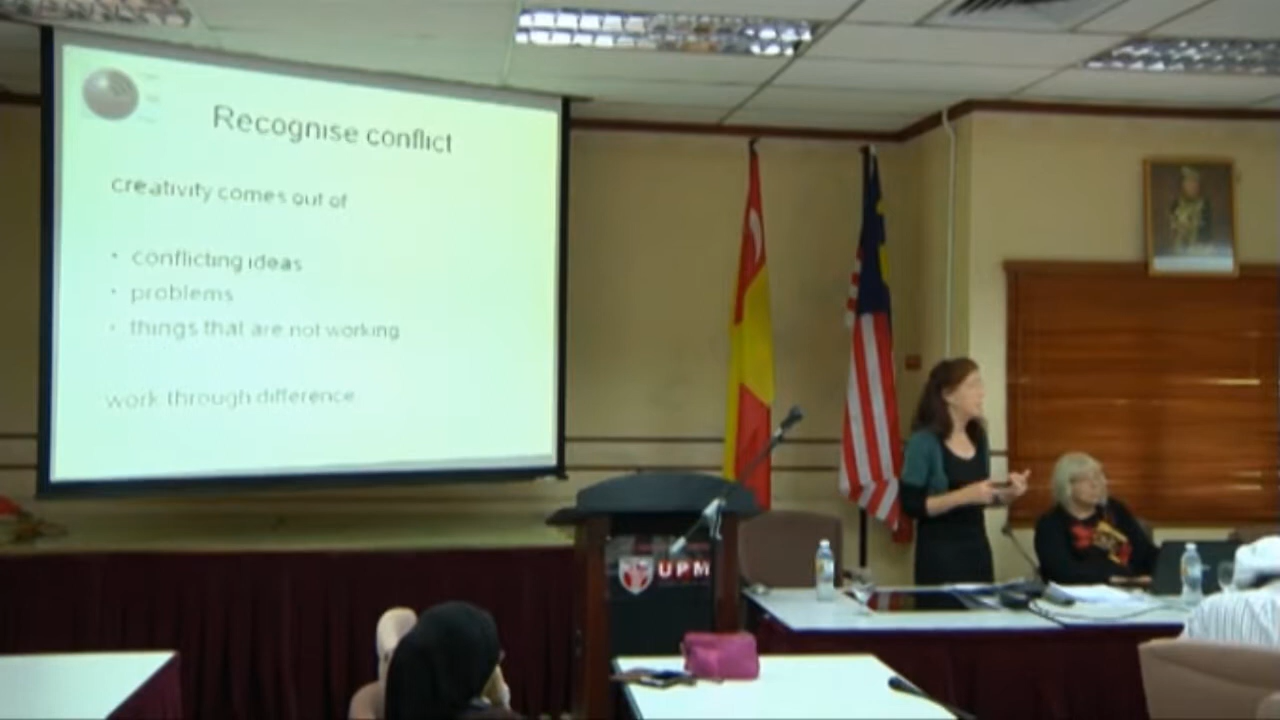 Recognise conflict
creativity comes out of
• conflicting ideas
• problems
• things that are not working
work through difference
UPM